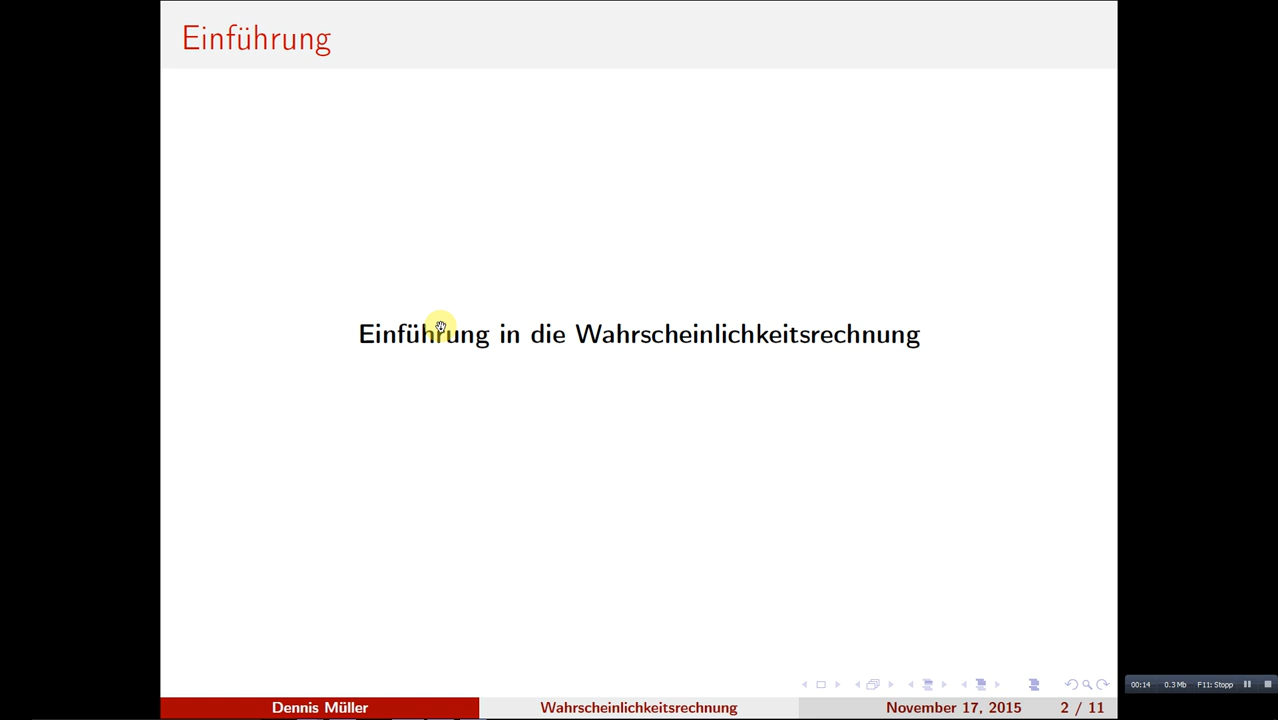 Einführung
Einführung in die Wahrscheinlichkeitsrechnung
Dennis Müller
Wahrscheinlichkeitsrechnung
November 17, 2015
2 / 11
00:14
0.3 Mb
F11: Stopp